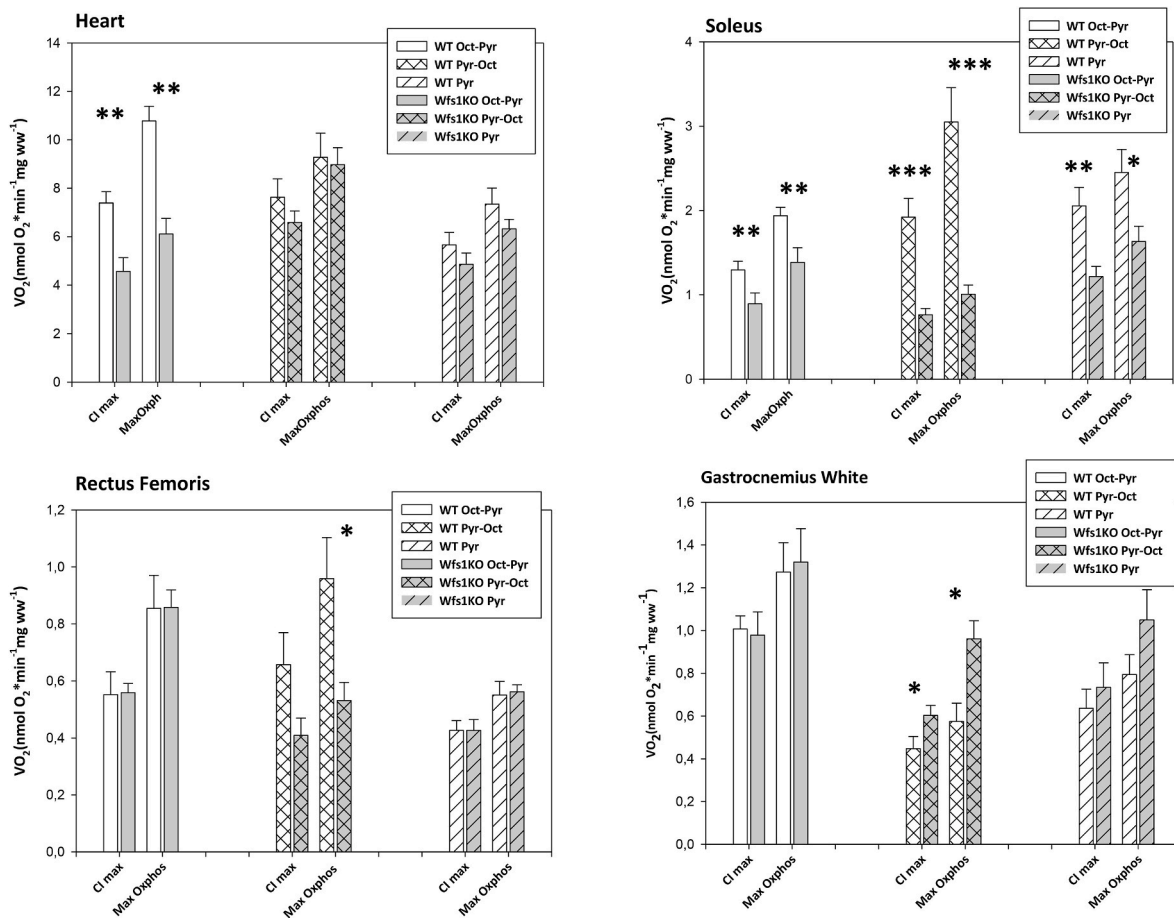 Heart
14
12
10
8
6
4
2
0
VO2(nmol O2*min-1mg ww-1)
**
**
WT Oct-Pyr
WT Pyr-Oct
WT Pyr
Wfs1KO Oct-Pyr
Wfs1KO Pyr-Oct
Wfs1KO Pyr
CI max
MaxOxph
CI max
MaxOxphos
CI max
MaxOxphos
Soleus
4
3
2
1
0
VO2(nmol O2*min-1mg ww-1)
**
**
***
***
**
*
WT Oct-Pyr
WT Pyr-Oct
WT Pyr
Wfs1KO Oct-Pyr
Wfs1KO Pyr-Oct
Wfs1KO Pyr
CI max
MaxOxph
CI max
Max Oxphos
CI max
Max Oxphos
Rectus Femoris
1,2
1,0
0,8
0,6
0,4
0,2
0,0
VO2(nmol O2*min-1mg ww-1)
*
WT Oct-Pyr
WT Pyr-Oct
WT Pyr
Wfs1KO Oct-Pyr
Wfs1KO Pyr-Oct
Wfs1KO Pyr
CI max
Max Oxphos
CI max
Max Oxphos
CI max
Max Oxphos
Gastrocnemius White
1,6
1,4
1,2
1,0
0,8
0,6
0,4
0,2
0,0
VO2(nmol O2*min-1mg ww-1)
*
*
WT Oct-Pyr
WT Pyr-Oct
WT Pyr
Wfs1KO Oct-Pyr
Wfs1KO Pyr-Oct
Wfs1KO Pyr
CI max
Max Oxphos
CI max
Max Oxphos
CI max
Max Oxphos